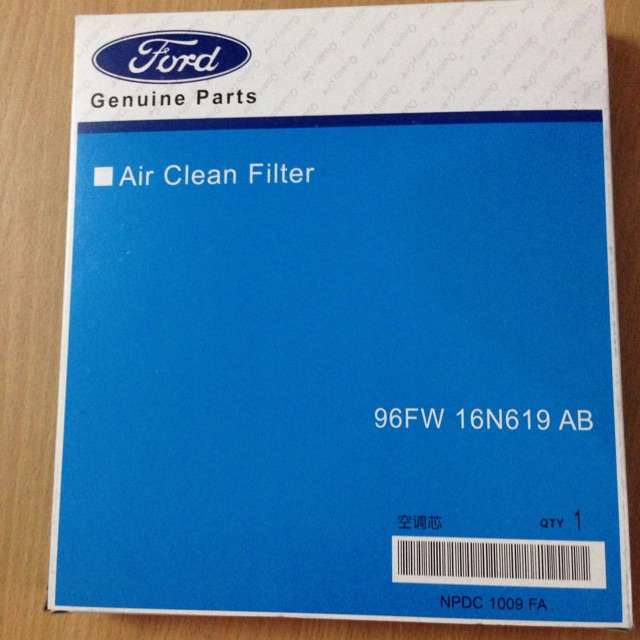 Ford
Genuine Parts
Air Clean Filter
96FW 16N619 AB
空调芯 QTY 1
NPDC 1009 FA